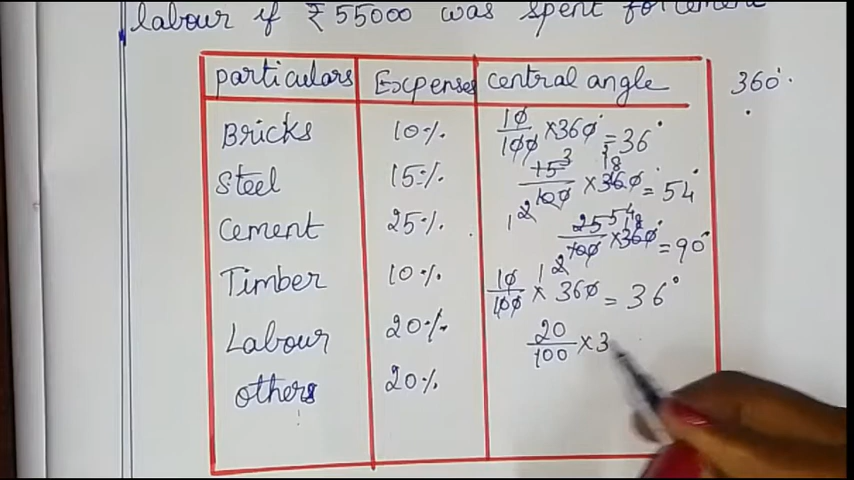 labour if ₹55000 was spent for cement
particulars Expenses central angle 360°
Bricks 10% 10/100 ×360° = 36°
Steel 15% 15/100 ×360 = 54°
Cement 25% 25/100 ×360° = 90°
Timber 10% 10/100 × 360 = 36°
Labour 20% 20/100 ×3
others 20%